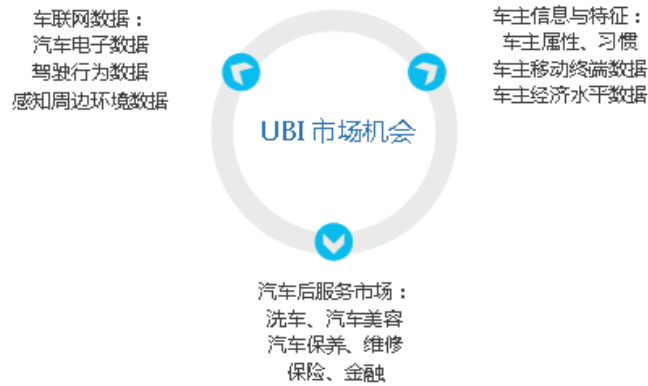 车联网数据：
汽车电子数据
驾驶行为数据
感知周边环境数据
车主信息与特征：
车主属性、习惯
车主移动终端数据
车主经济水平数据
UBI 市场机会
汽车后服务市场：
洗车、汽车美容
汽车保养、维修
保险、金融